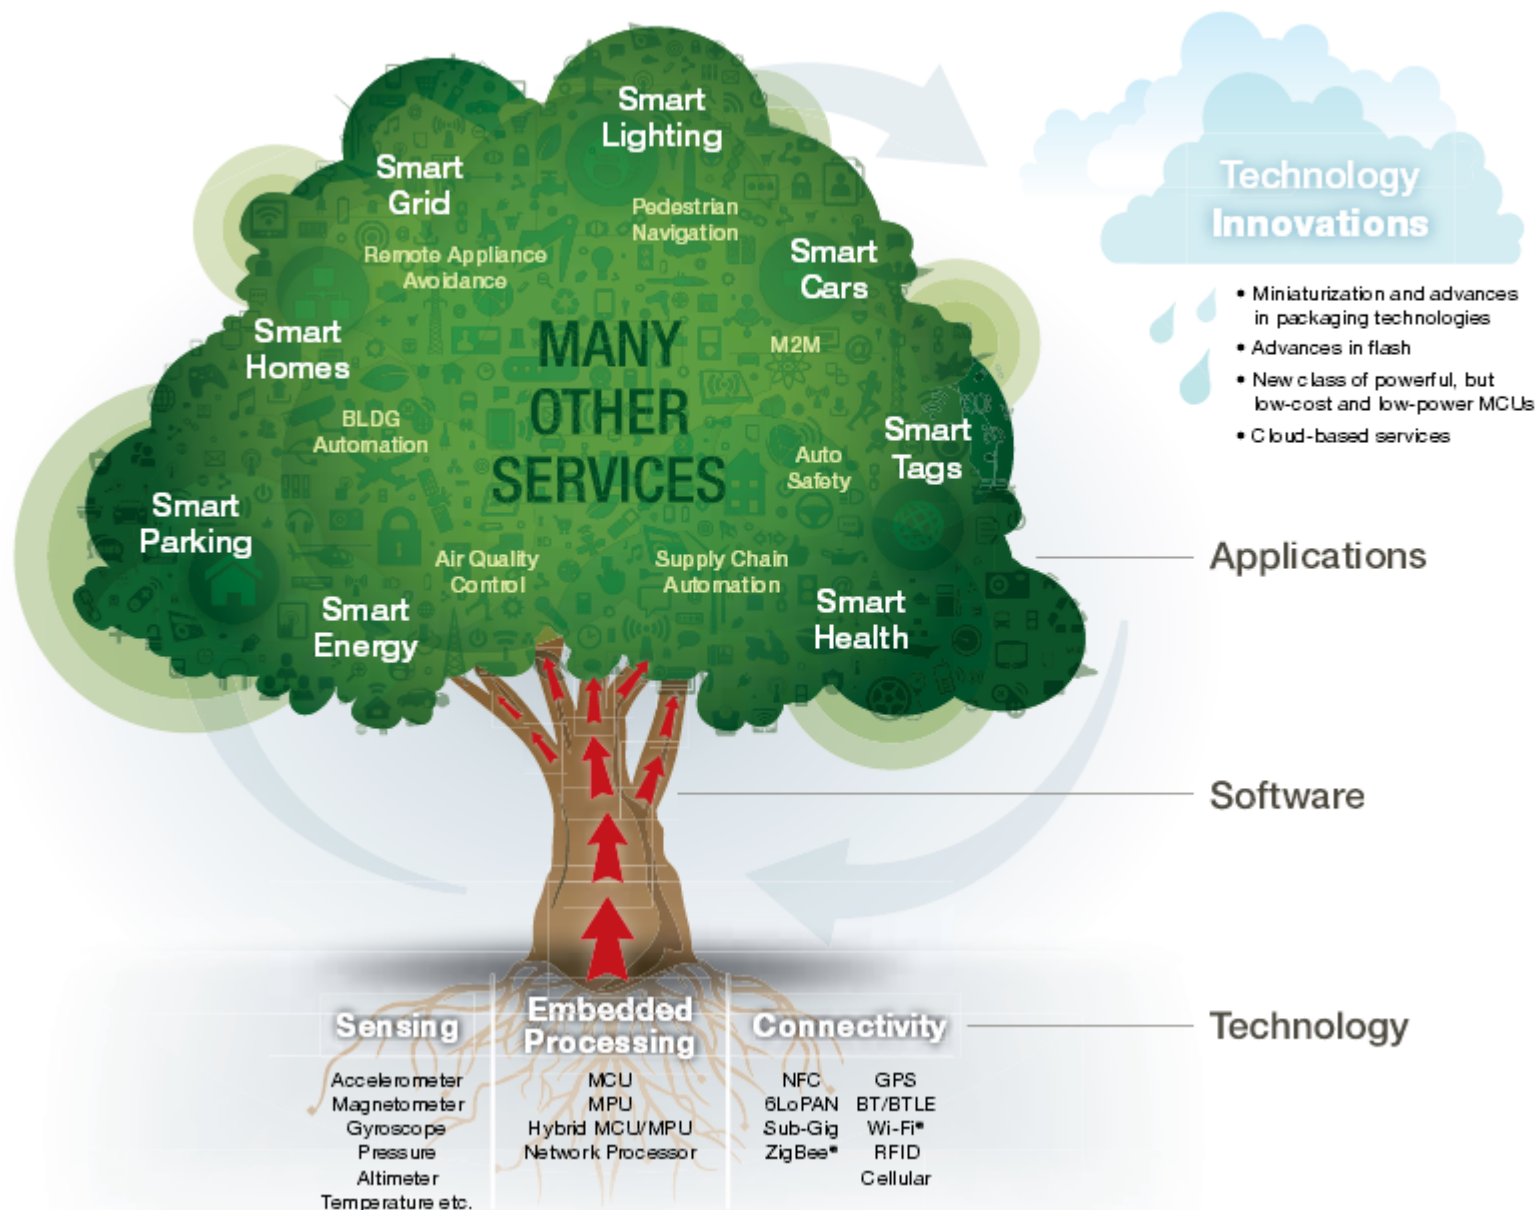 Smart
Lighting
Smart
Grid
Pedestrian
Navigation
Remote Appliance
Avoidance
Smart
Cars
Smart
Homes
M2M
MANY
OTHER
SERVICES
BLDG
Automation
Smart
Tags
Auto
Safety
Smart
Parking
Air Quality
Control
Supply Chain
Automation
Smart
Energy
Smart
Health
Technology
Innovations
• Miniaturization and advances
in packaging technologies
• Advances in flash
• New class of powerful, but
low-cost and low-power MCUs
• Cloud-based services
Applications
Software
Technology
Sensing
Accelerometer
Magnetometer
Gyroscope
Pressure
Altimeter
Temperature etc.
Embedded
Processing
MCU
MPU
Hybrid MCU/MPU
Network Processor
Connectivity
NFC
6LoPAN
Sub-Gig
ZigBee®
GPS
BT/BTLE
Wi-Fi®
RFID
Cellular